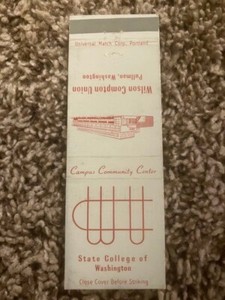 Universal Match Corp. Portland
Pullman, Washington
Wilson Compton Union
Campus Community Center
State College of
Washington
Close Cover Before Striking